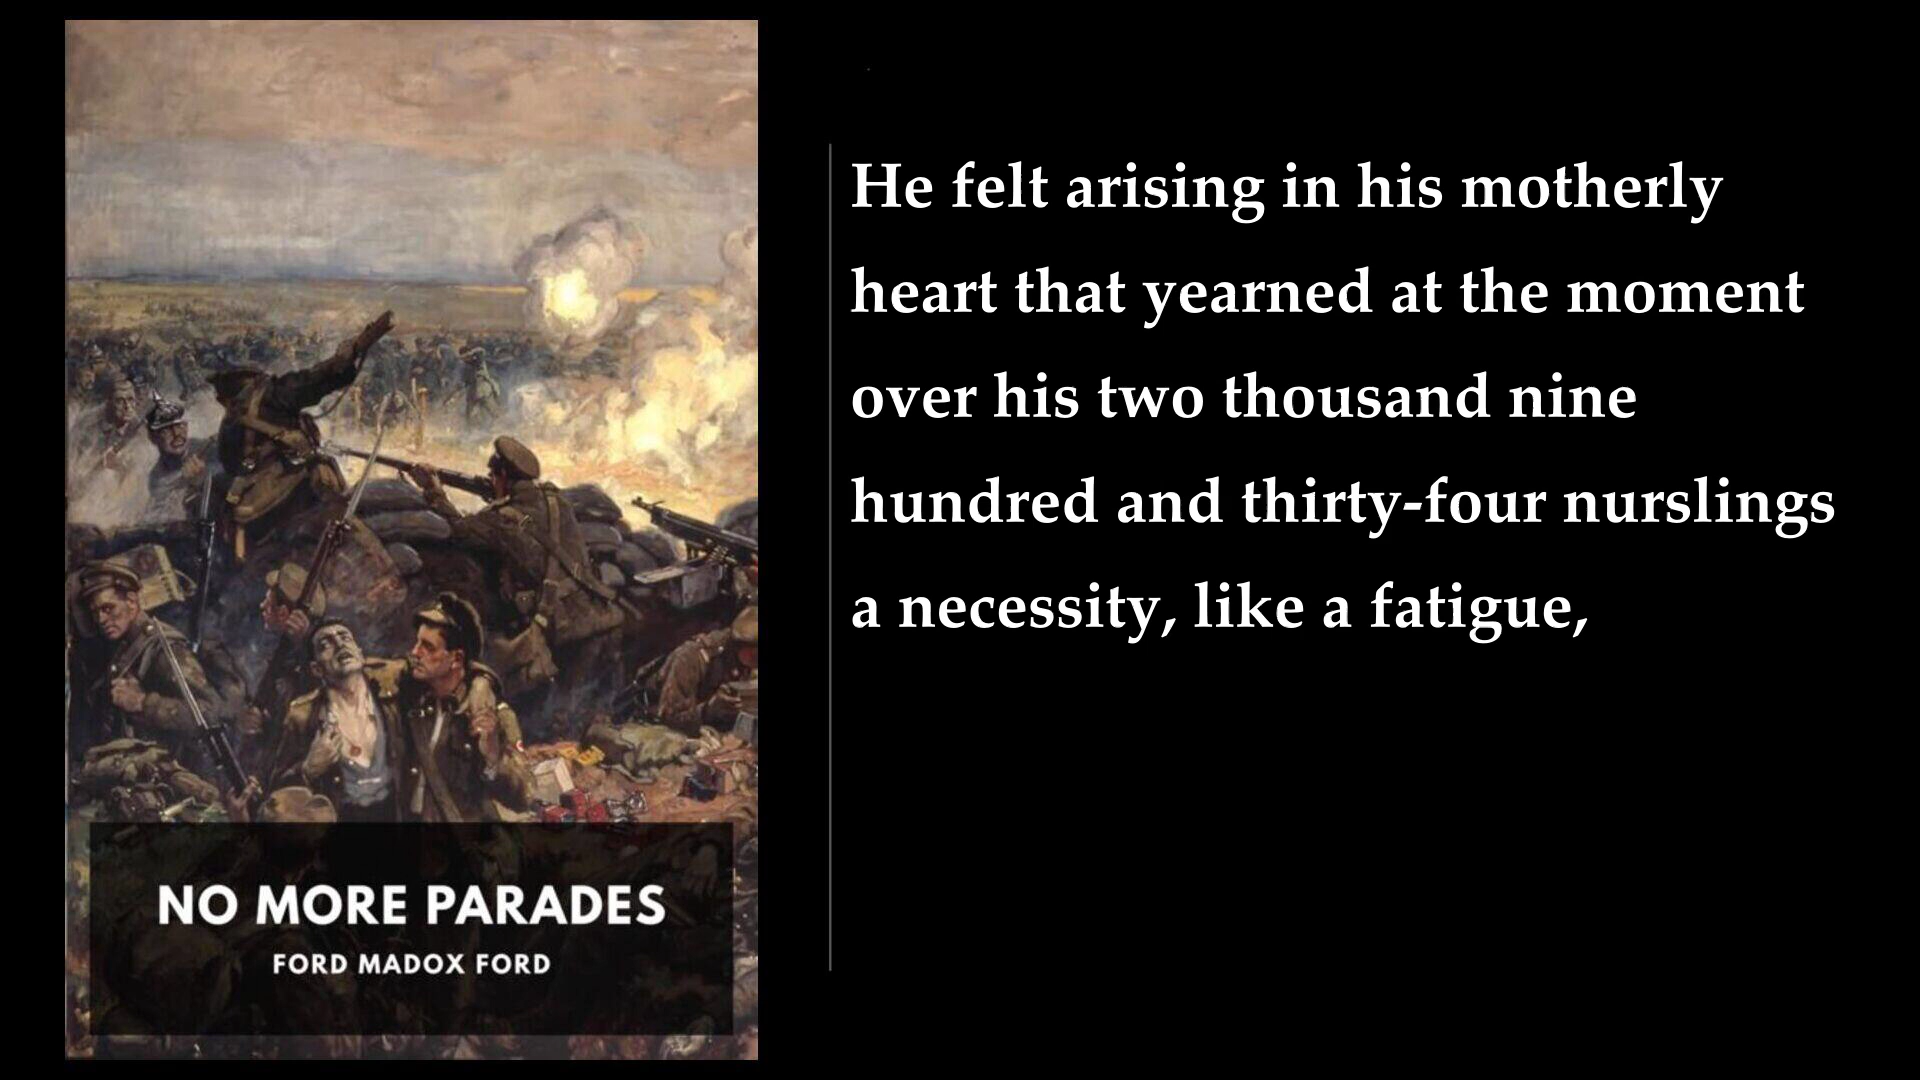 NO MORE PARADES
FORD MADOX FORD
He felt arising in his motherly
heart that yearned at the moment
over his two thousand nine
hundred and thirty-four nurslings
a necessity, like a fatigue,